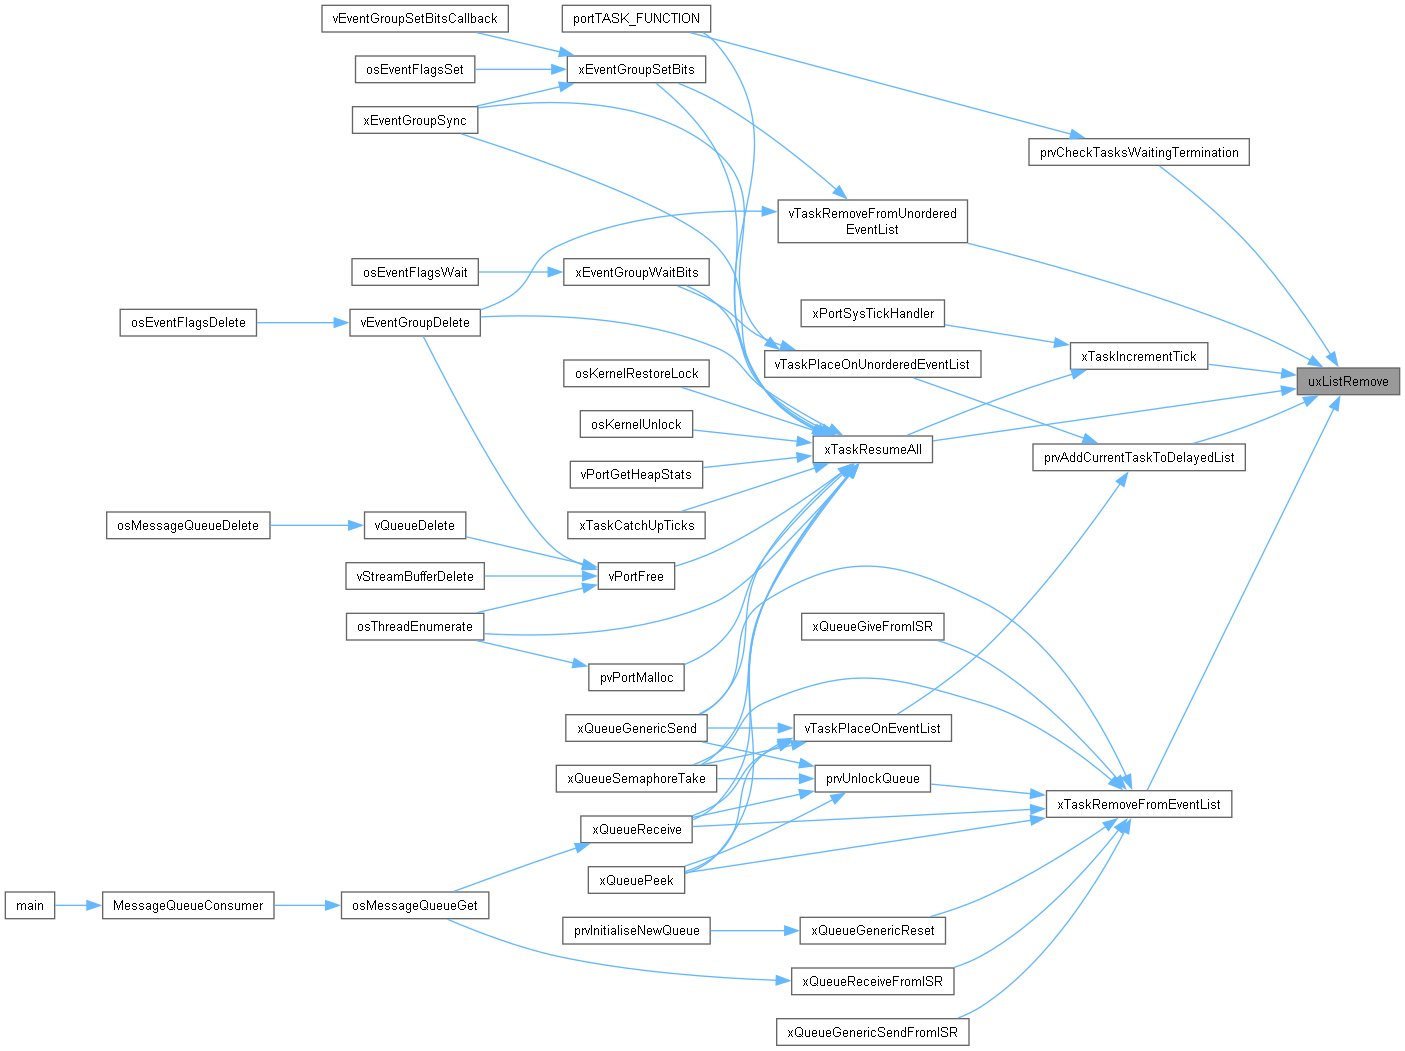 vEventGroupSetBitsCallback
portTASK_FUNCTION
osEventFlagsSet
xEventGroupSetBits
xEventGroupSync
prvCheckTasksWaitingTermination
vTaskRemoveFromUnordered
EventList
osEventFlagsWait
xEventGroupWaitBits
xPortSysTickHandler
osEventFlagsDelete
vEventGroupDelete
xTaskIncrementTick
vTaskPlaceOnUnorderedEventList
osKernelRestoreLock
uxListRemove
osKernelUnlock
xTaskResumeAll
prvAddCurrentTaskToDelayedList
vPortGetHeapStats
osMessageQueueDelete
vQueueDelete
xTaskCatchUpTicks
vStreamBufferDelete
vPortFree
osThreadEnumerate
xQueueGiveFromISR
pvPortMalloc
xQueueGenericSend
vTaskPlaceOnEventList
xQueueSemaphoreTake
prvUnlockQueue
xTaskRemoveFromEventList
xQueueReceive
xQueuePeek
main
MessageQueueConsumer
osMessageQueueGet
prvInitialiseNewQueue
xQueueGenericReset
xQueueReceiveFromISR
xQueueGenericSendFromISR